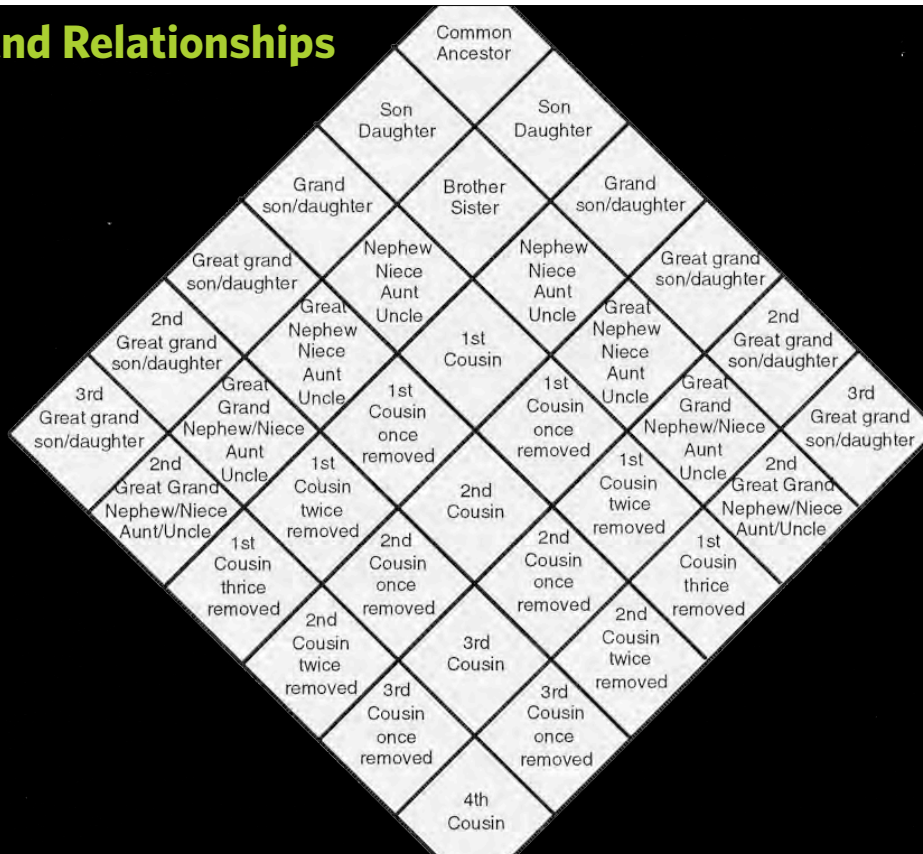 nd Relationships
Common
Ancestor
Son
Daughter
Son
Daughter
Grand
son/daughter
Brother
Sister
Grand
son/daughter
Great grand
son/daughter
Nephew
Niece
Aunt
Uncle
Nephew
Niece
Aunt
Uncle
Great grand
son/daughter
2nd
Great grand
son/daughter
Great
Nephew
Niece
Aunt
Uncle
1st
Cousin
Great
Nephew
Niece
Aunt
Uncle
2nd
Great grand
son/daughter
3rd
Great grand
son/daughter
Great
Grand
Nephew/Niece
Aunt
Uncle
1st
Cousin
once
removed
1st
Cousin
once
removed
Great
Grand
Nephew/Niece
Aunt
Uncle
3rd
Great grand
son/daughter
2nd
Great Grand
Nephew/Niece
Aunt/Uncle
1st
Cousin
twice
removed
2nd
Cousin
1st
Cousin
twice
removed
2nd
Great Grand
Nephew/Niece
Aunt/Uncle
1st
Cousin
thrice
removed
2nd
Cousin
once
removed
2nd
Cousin
once
removed
1st
Cousin
thrice
removed
2nd
Cousin
twice
removed
3rd
Cousin
2nd
Cousin
twice
removed
3rd
Cousin
once
removed
3rd
Cousin
once
removed
4th
Cousin